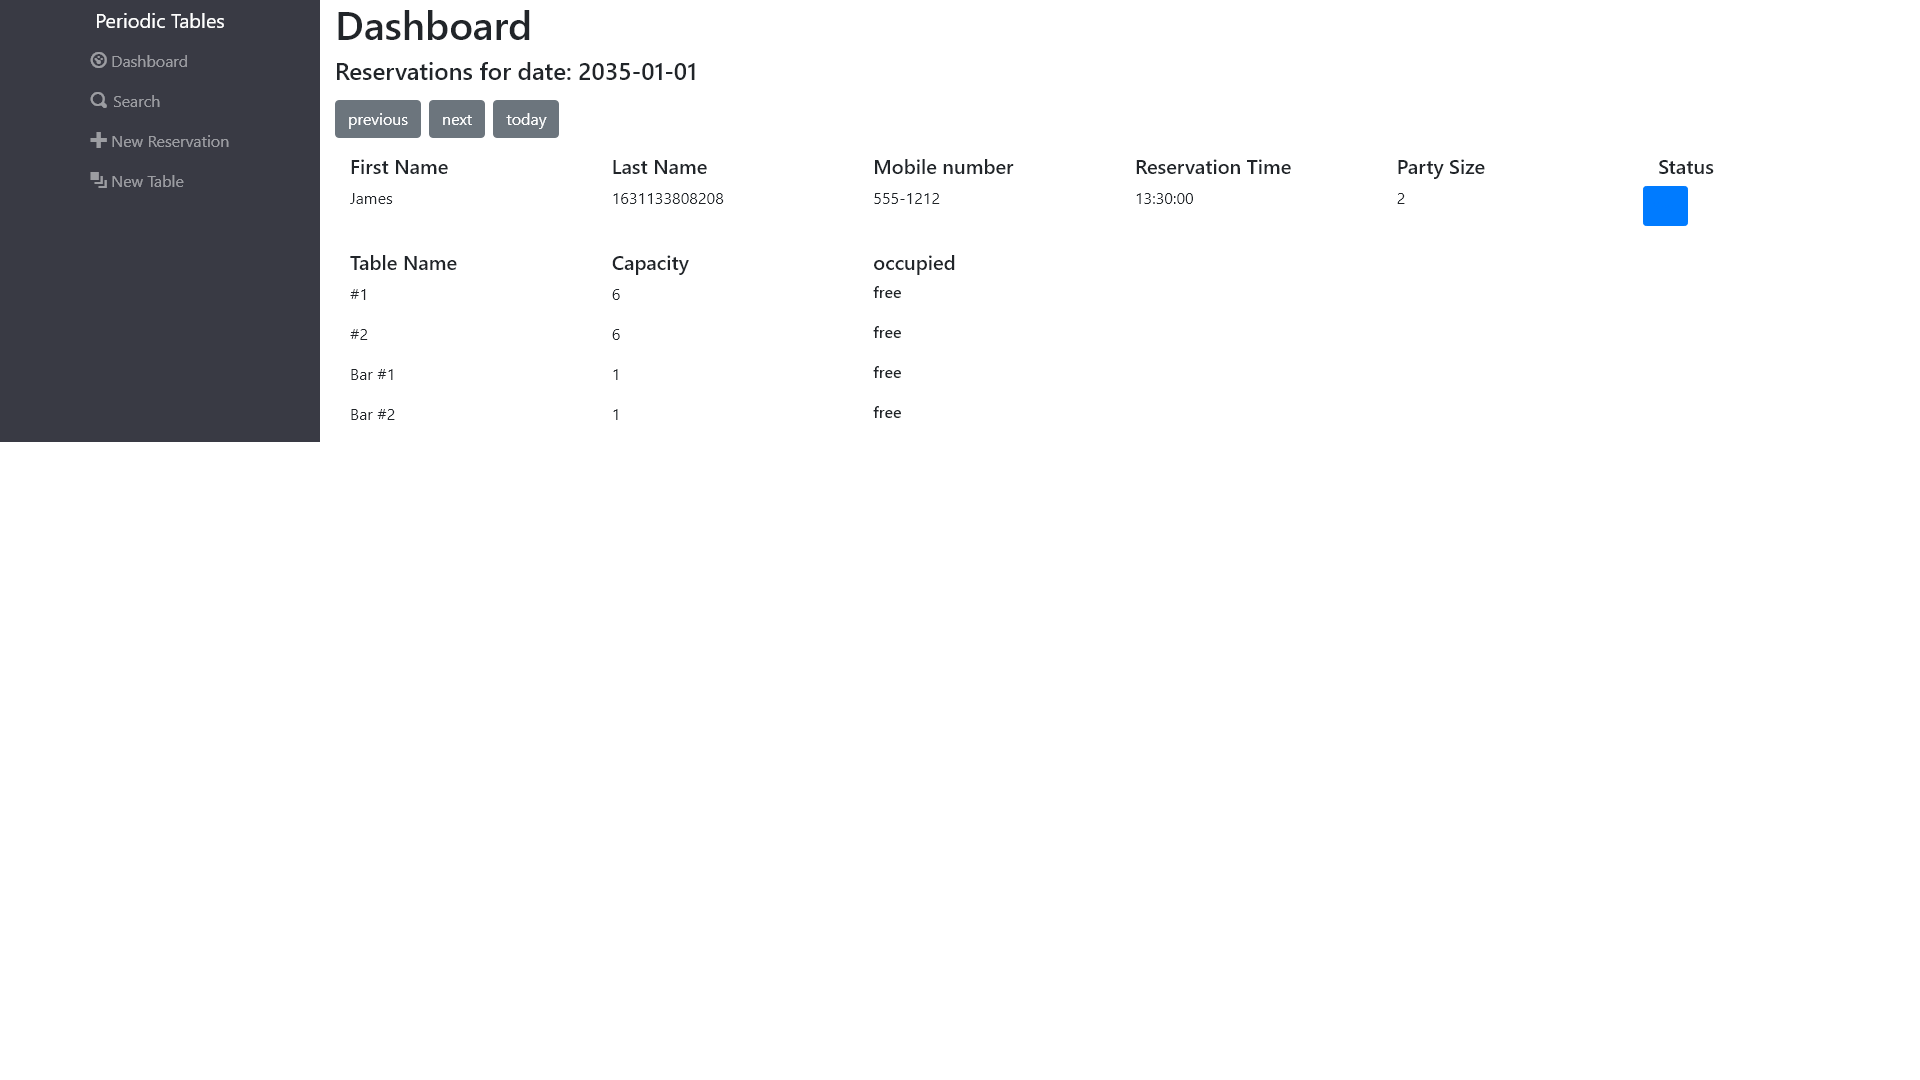 Periodic Tables
Dashboard
Search
New Reservation
New Table
Dashboard
Reservations for date: 2035-01-01
previous next today
First Name Last Name Mobile number Reservation Time Party Size Status
James 1631133808208 555-1212 13:30:00 2
Table Name Capacity occupied
#1 6 free
#2 6 free
Bar #1 1 free
Bar #2 1 free